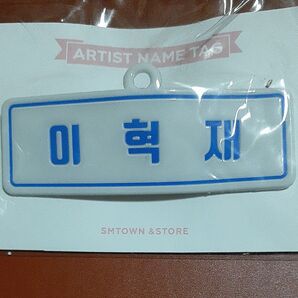 ARTIST NAME TAG
이 혁 재
SMTOWN &STORE